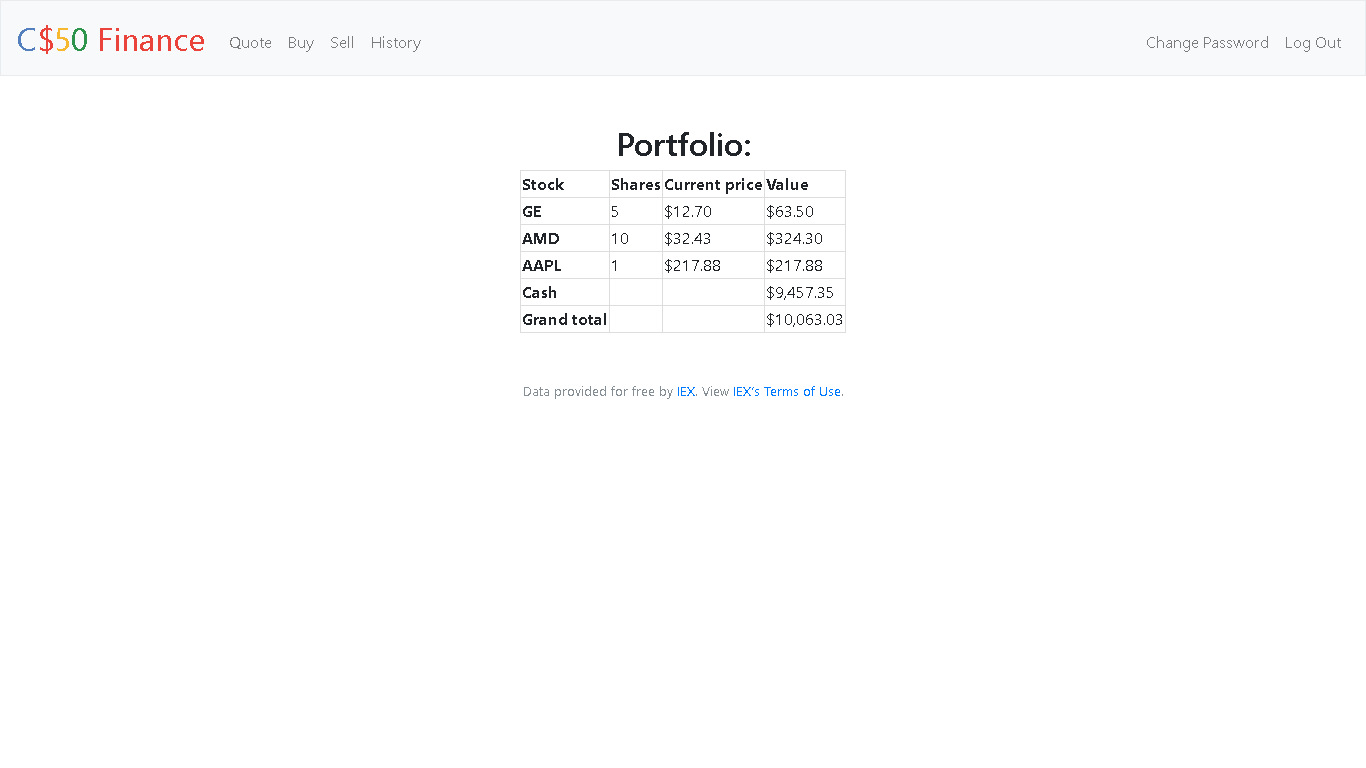 C$50 Finance Quote Buy Sell History Change Password Log Out
Portfolio:
Stock Shares Current price Value
GE 5 $12.70 $63.50
AMD 10 $32.43 $324.30
AAPL 1 $217.88 $217.88
Cash $9,457.35
Grand total $10,063.03
Data provided for free by IEX. View IEX's Terms of Use.